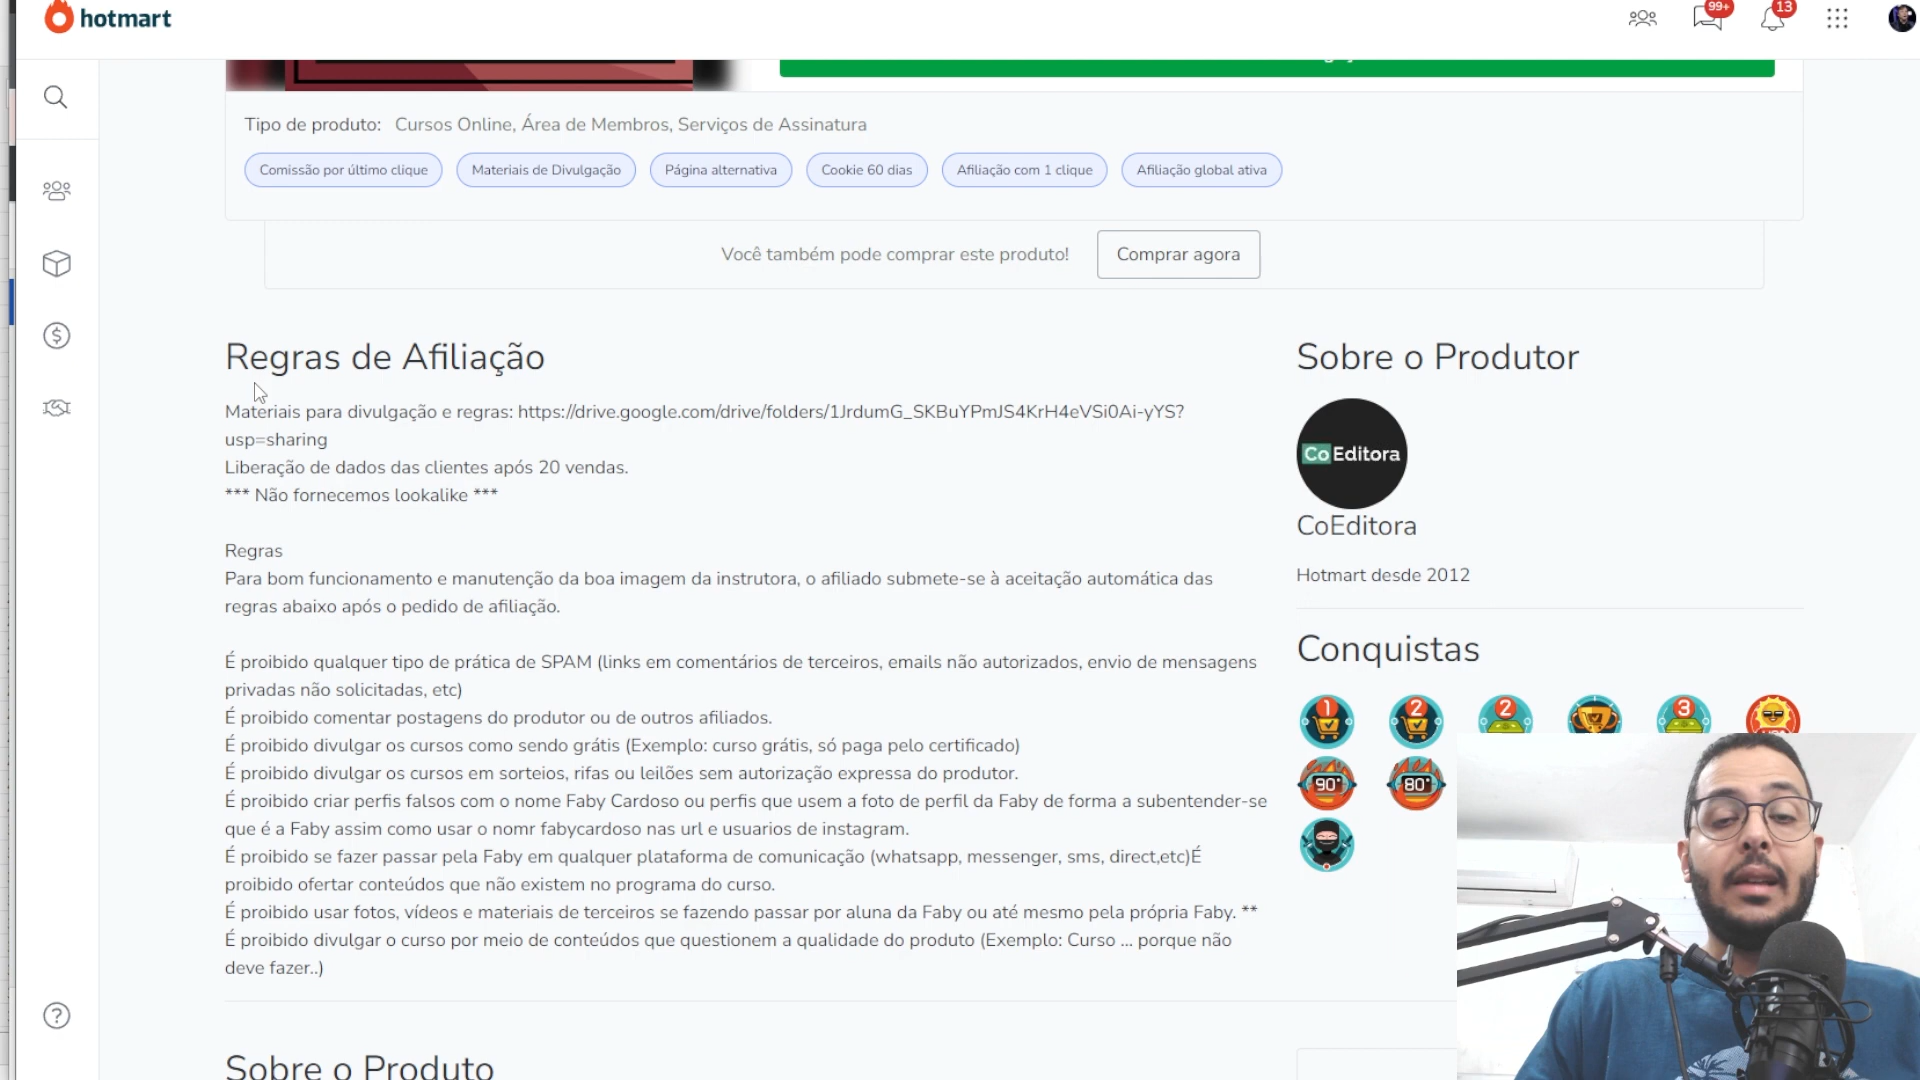 hotmart
99+
13
Tipo de produto: Cursos Online, Área de Membros, Serviços de Assinatura
Comissão por último clique
Materiais de Divulgação
Página alternativa
Cookie 60 dias
Afiliação com 1 clique
Afiliação global ativa
Você também pode comprar este produto!
Comprar agora
Regras de Afiliação
Materiais para divulgação e regras: https://drive.google.com/drive/folders/1JrdumG_SKBuYPmJS4KrH4eVSi0Ai-yYS?
usp=sharing
Liberação de dados das clientes após 20 vendas.
*** Não fornecemos lookalike ***
Regras
Para bom funcionamento e manutenção da boa imagem da instrutora, o afiliado submete-se à aceitação automática das
regras abaixo após o pedido de afiliação.
É proibido qualquer tipo de prática de SPAM (links em comentários de terceiros, emails não autorizados, envio de mensagens
privadas não solicitadas, etc)
É proibido comentar postagens do produtor ou de outros afiliados.
É proibido divulgar os cursos como sendo grátis (Exemplo: curso grátis, só paga pelo certificado)
É proibido divulgar os cursos em sorteios, rifas ou leilões sem autorização expressa do produtor.
É proibido criar perfis falsos com o nome Faby Cardoso ou perfis que usem a foto de perfil da Faby de forma a subentender-se
que é a Faby assim como usar o nomr fabycardoso nas url e usuarios de instagram.
É proibido se fazer passar pela Faby em qualquer plataforma de comunicação (whatsapp, messenger, sms, direct,etc)É
proibido ofertar conteúdos que não existem no programa do curso.
É proibido usar fotos, vídeos e materiais de terceiros se fazendo passar por aluna da Faby ou até mesmo pela própria Faby. **
É proibido divulgar o curso por meio de conteúdos que questionem a qualidade do produto (Exemplo: Curso ... porque não
deve fazer..)
Sobre o Produto
Sobre o Produtor
CoEditora
CoEditora
Hotmart desde 2012
Conquistas
1
2
2
3
90°
80°